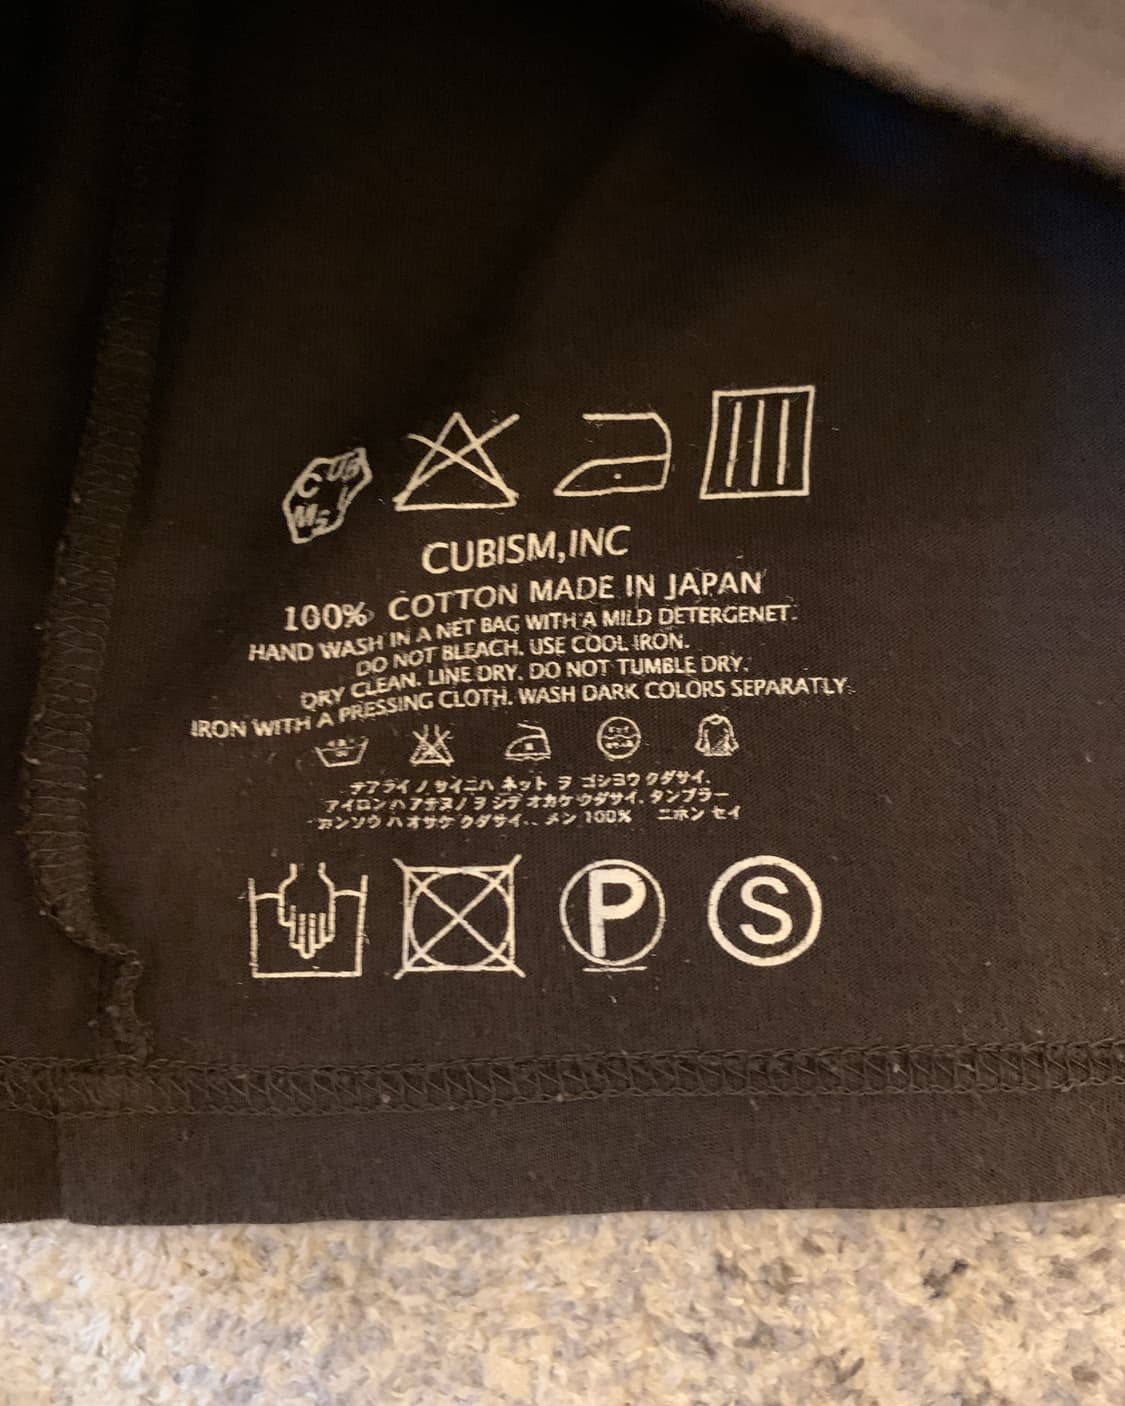 CUB
MS
CUBISM,INC
100% COTTON MADE IN JAPAN
HAND WASH IN A NET BAG WITH A MILD DETERGENET.
DO NOT BLEACH. USE COOL IRON.
DRY CLEAN. LINE DRY. DO NOT TUMBLE DRY.
IRON WITH A PRESSING CLOTH. WASH DARK COLORS SEPARATLY.
テアライ ノ サイニハ ネット ヲ ゴシヨウ クダサイ.
アイロン ハ アテヌノ ヲ シテ オカケ クダサイ. タンブラー
カンソウ ハ オサケ クダサイ.. メン 100% ニホン セイ
P S